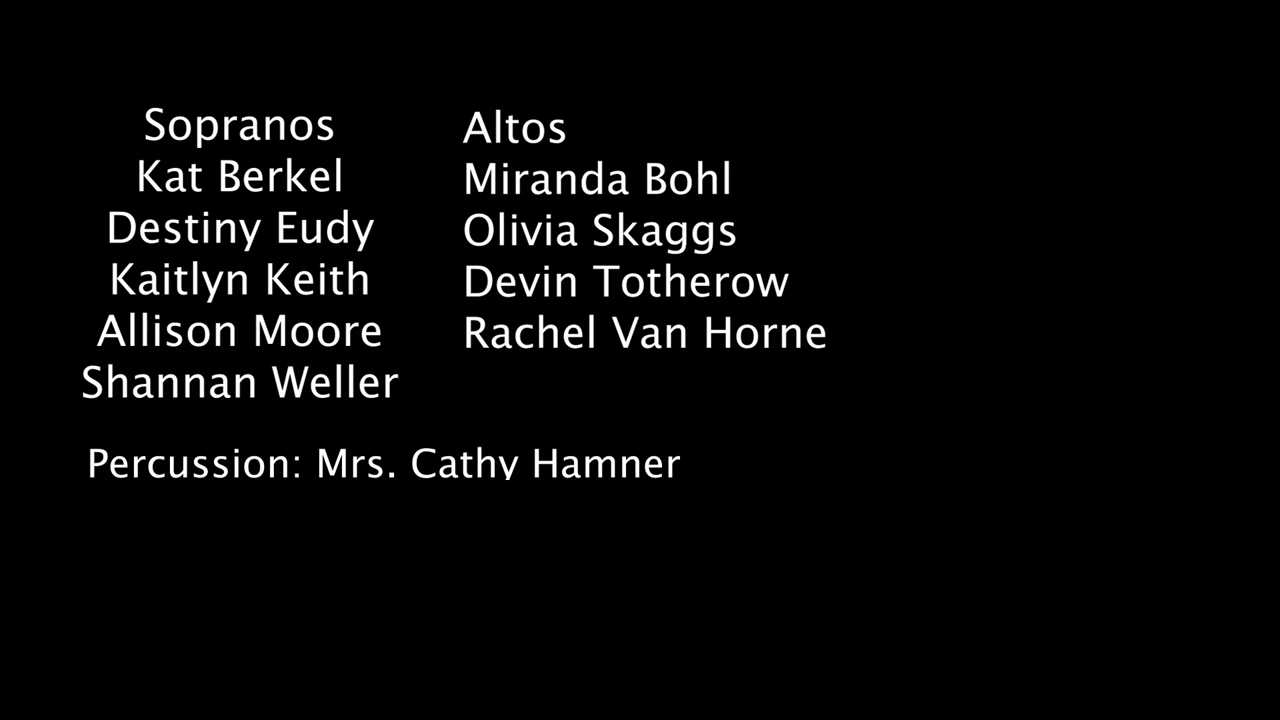 Sopranos
Kat Berkel
Destiny Eudy
Kaitlyn Keith
Allison Moore
Shannan Weller
Altos
Miranda Bohl
Olivia Skaggs
Devin Totherow
Rachel Van Horne
Percussion: Mrs. Cathy Hamner